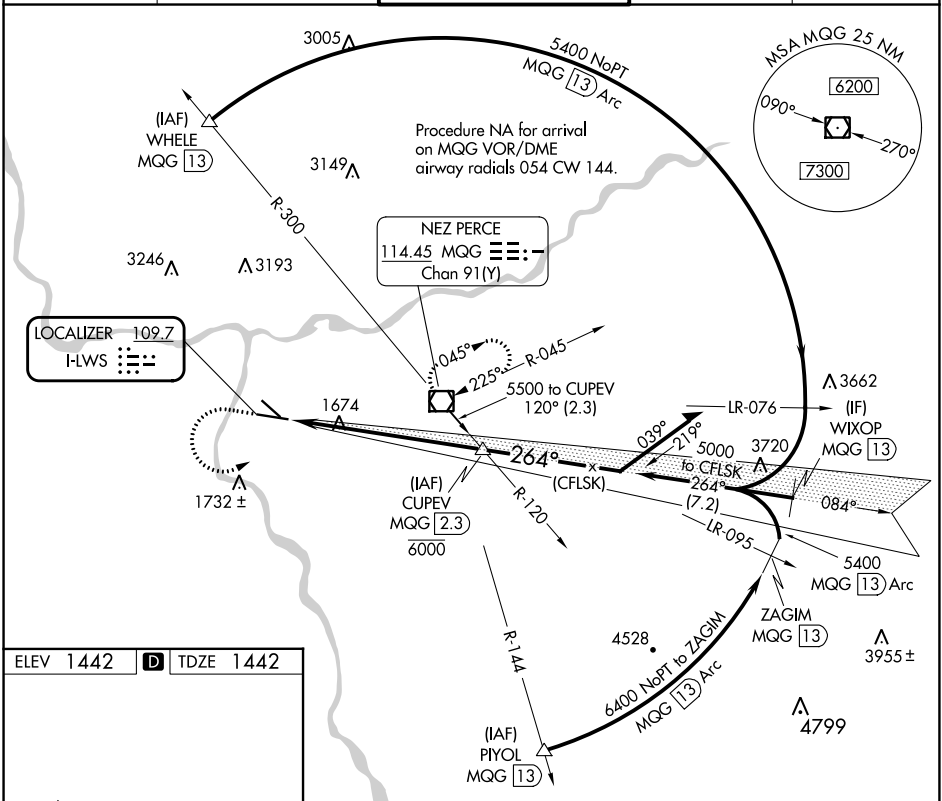 3005
5400 NoPT
MQG 13 Arc
MSA MQG 25 NM
6200
090°
270°
7300
(IAF)
WHELE
MQG 13
Procedure NA for arrival
on MQG VOR/DME
airway radials 054 CW 144.
3149
R-300
NEZ PERCE
114.45 MQG
Chan 91(Y)
3246
3193
LOCALIZER 109.7
I-LWS
045°
R-045
225°
5500 to CUPEV
120° (2.3)
3662
LR-076
(IF)
WIXOP
MQG 13
1674
039°
219°
5000
to CFLSK
3720
264°
(CFLSK)
264°
(7.2)
084°
1732 ±
(IAF)
CUPEV
MQG 2.3
6000
R-120
LR-095
5400
MQG 13 Arc
ZAGIM
MQG 13
R-144
4528
3955 ±
6400 NoPT to ZAGIM
MQG 13 Arc
4799
(IAF)
PIYOL
MQG 13
ELEV 1442 D TDZE 1442